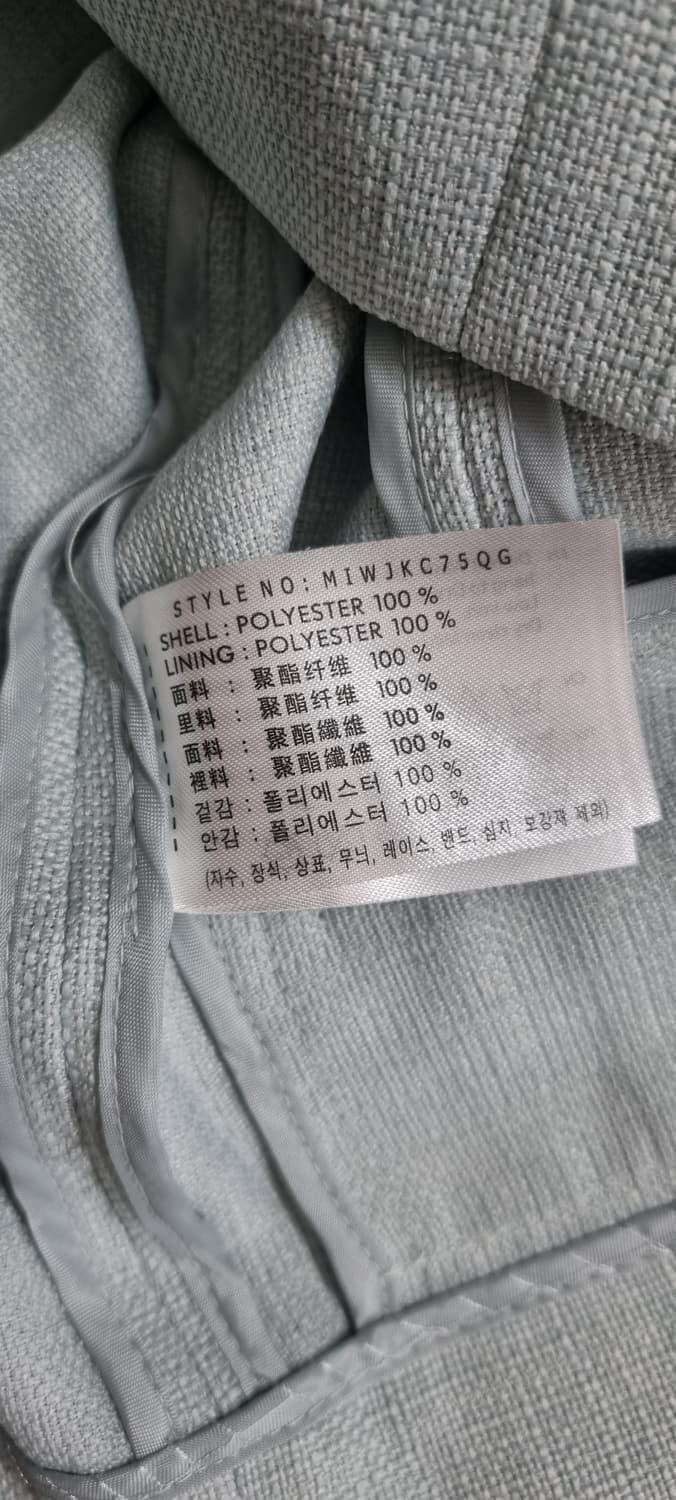 STYLE NO: MIWJKC75QG
SHELL : POLYESTER 100 %
LINING : POLYESTER 100 %
面料 : 聚酯纤维 100 %
里料 : 聚酯纤维 100 %
面料 : 聚酯纖維 100 %
裡料 : 聚酯纖維 100 %
겉감 : 폴리에스터 100 %
안감 : 폴리에스터 100 %
(자수, 장식, 상표, 무늬, 레이스, 밴드, 심지, 보강재 제외)